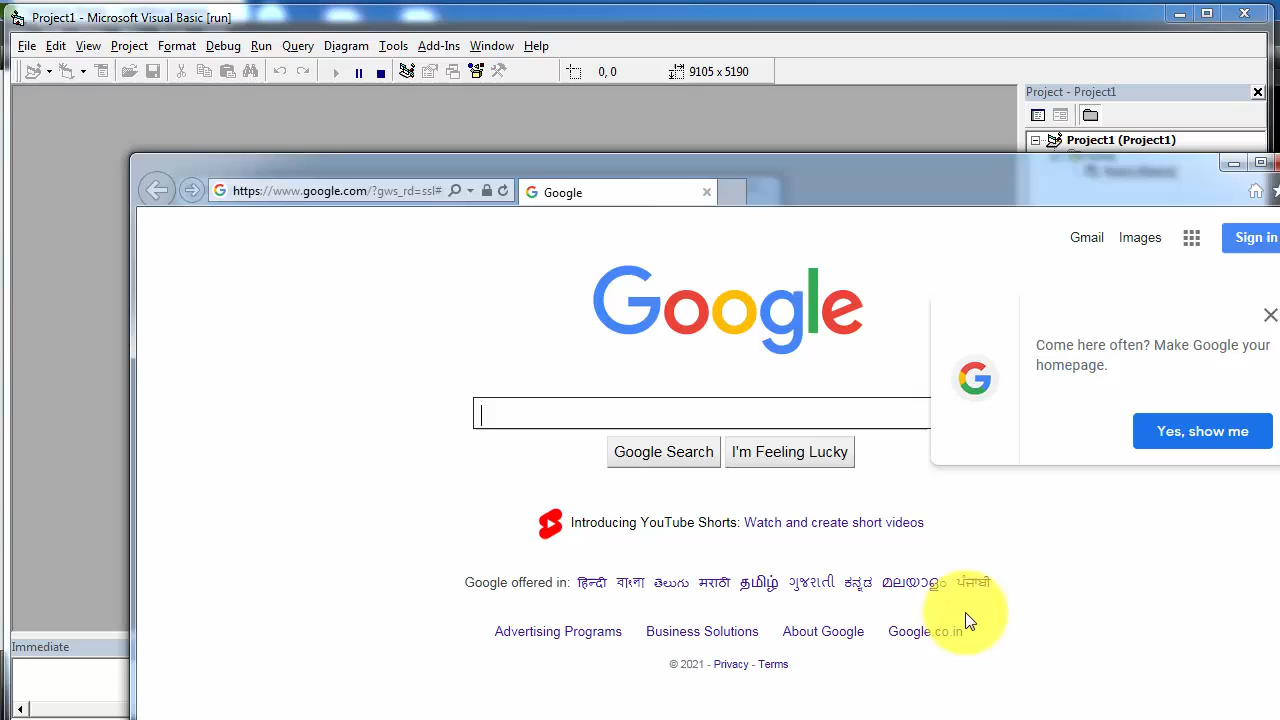 Project1 - Microsoft Visual Basic [run]
File Edit View Project Format Debug Run Query Diagram Tools Add-Ins Window Help
0, 0 9105 x 5190
Project - Project1
Project1 (Project1)
https://www.google.com/?gws_rd=ssl#
Google
Gmail Images Sign in
Google
Come here often? Make Google your
homepage.
Yes, show me
Google Search I'm Feeling Lucky
Introducing YouTube Shorts: Watch and create short videos
Google offered in: हिन्दी বাংলা తెలుగు मराठी தமிழ் ગુજરાતી ಕನ್ನಡ മലയാളം ਪੰਜਾਬੀ
Advertising Programs Business Solutions About Google Google.co.in
Immediate
© 2021 - Privacy - Terms